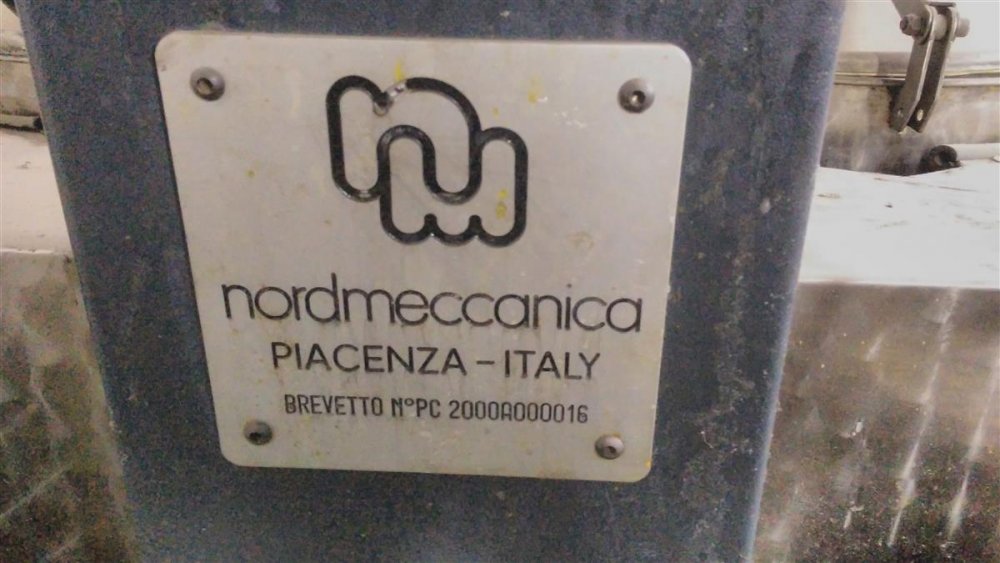 nordmeccanica
PIACENZA - ITALY
BREVETTO N°PC 2000A000016